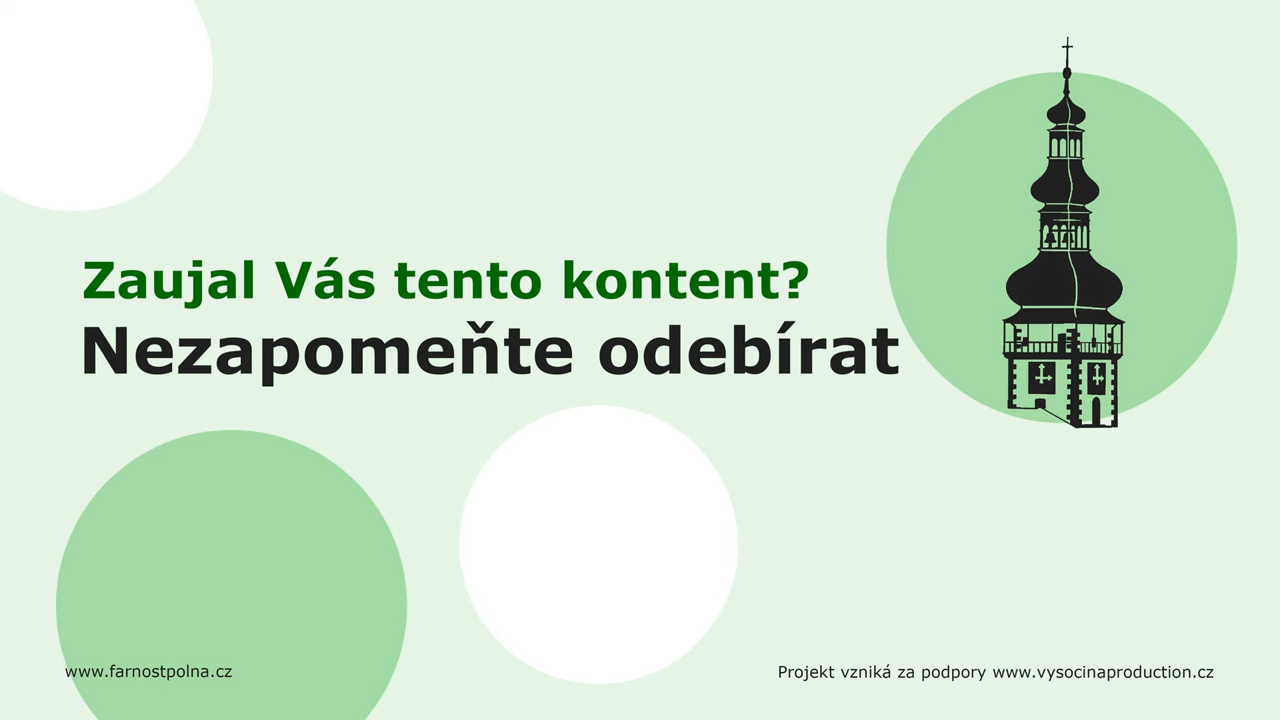 Zaujal Vás tento kontent?
Nezapomeňte odebírat
www.farnostpolna.cz
Projekt vzniká za podpory www.vysocinaproduction.cz